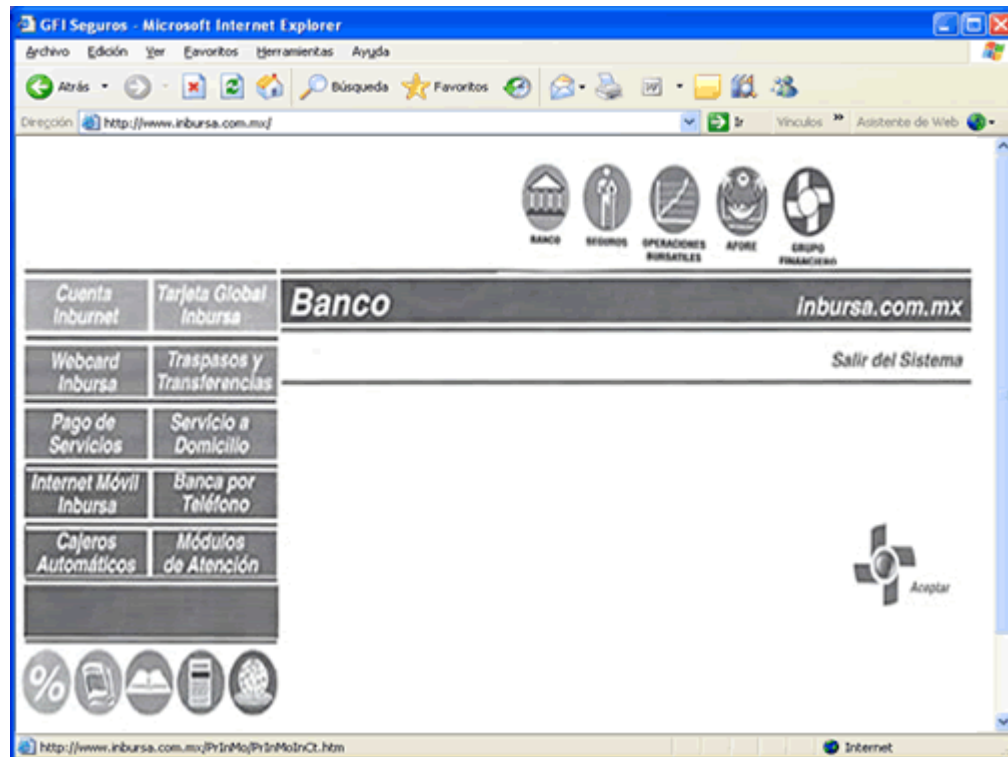 GFI Seguros - Microsoft Internet Explorer
Archivo Edición Ver Favoritos Herramientas Ayuda
Atrás Búsqueda Favoritos
Dirección http://www.inbursa.com.mx/ Ir Vínculos » Asistente de Web
BANCO SEGUROS OPERACIONES BURSATILES AFORE GRUPO FINANCIERO
Cuenta Inburnet
Tarjeta Global Inbursa
Banco
inbursa.com.mx
Webcard Inbursa
Traspasos y Transferencias
Salir del Sistema
Pago de Servicios
Servicio a Domicilio
Internet Móvil Inbursa
Banca por Teléfono
Cajeros Automáticos
Módulos de Atención
Aceptar
%
http://www.inbursa.com.mx/PrInMo/PrInMoInCt.htm Internet